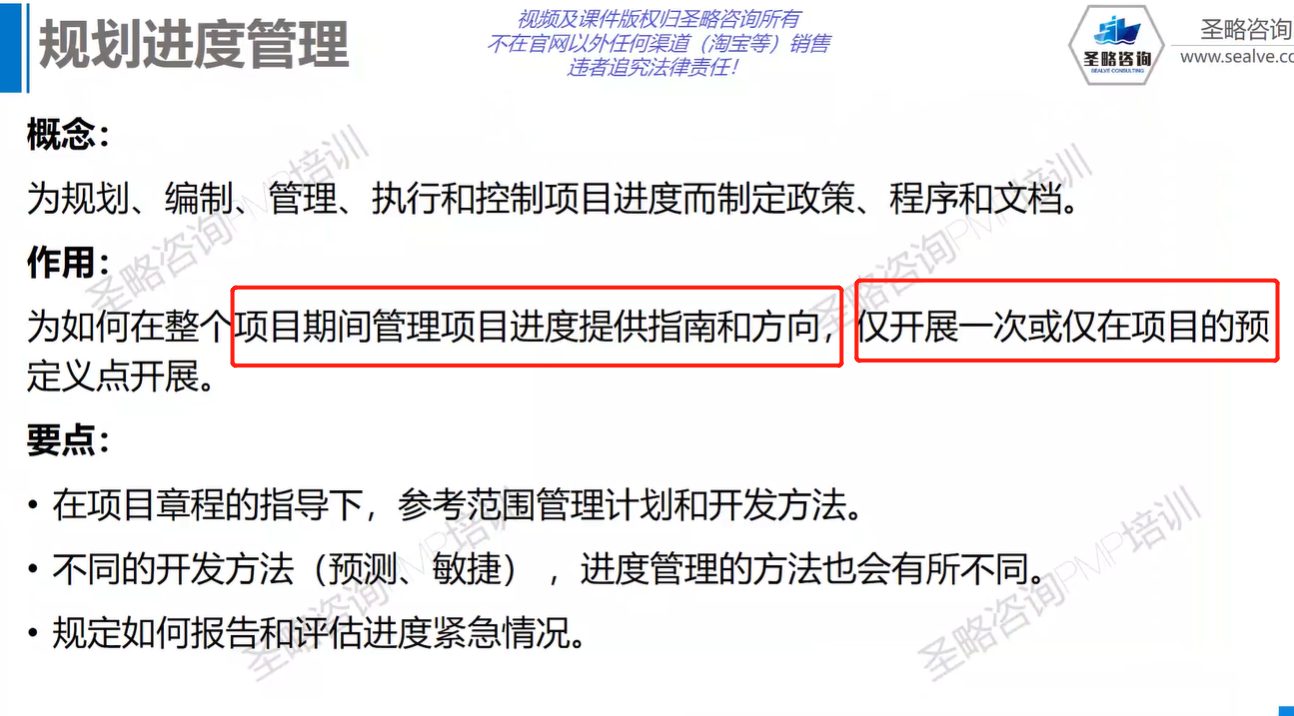 规划进度管理
视频及课件版权归圣略咨询所有
不在官网以外任何渠道（淘宝等）销售
违者追究法律责任！
圣略咨询
SEALVE CONSULTING
圣略咨询
www.sealve.co
概念：
为规划、编制、管理、执行和控制项目进度而制定政策、程序和文档。
作用：
为如何在整个项目期间管理项目进度提供指南和方向，仅开展一次或仅在项目的预
定义点开展。
要点：
• 在项目章程的指导下，参考范围管理计划和开发方法。
• 不同的开发方法（预测、敏捷），进度管理的方法也会有所不同。
• 规定如何报告和评估进度紧急情况。
圣略咨询PMP培训
圣略咨询PMP培训
圣略咨询PMP培训
圣略咨询PMP培训